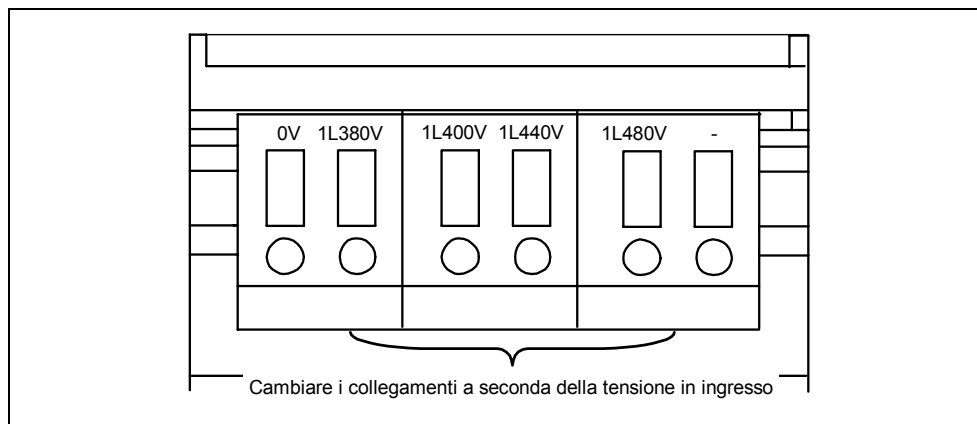 0V 1L380V 1L400V 1L440V 1L480V -
Cambiare i collegamenti a seconda della tensione in ingresso